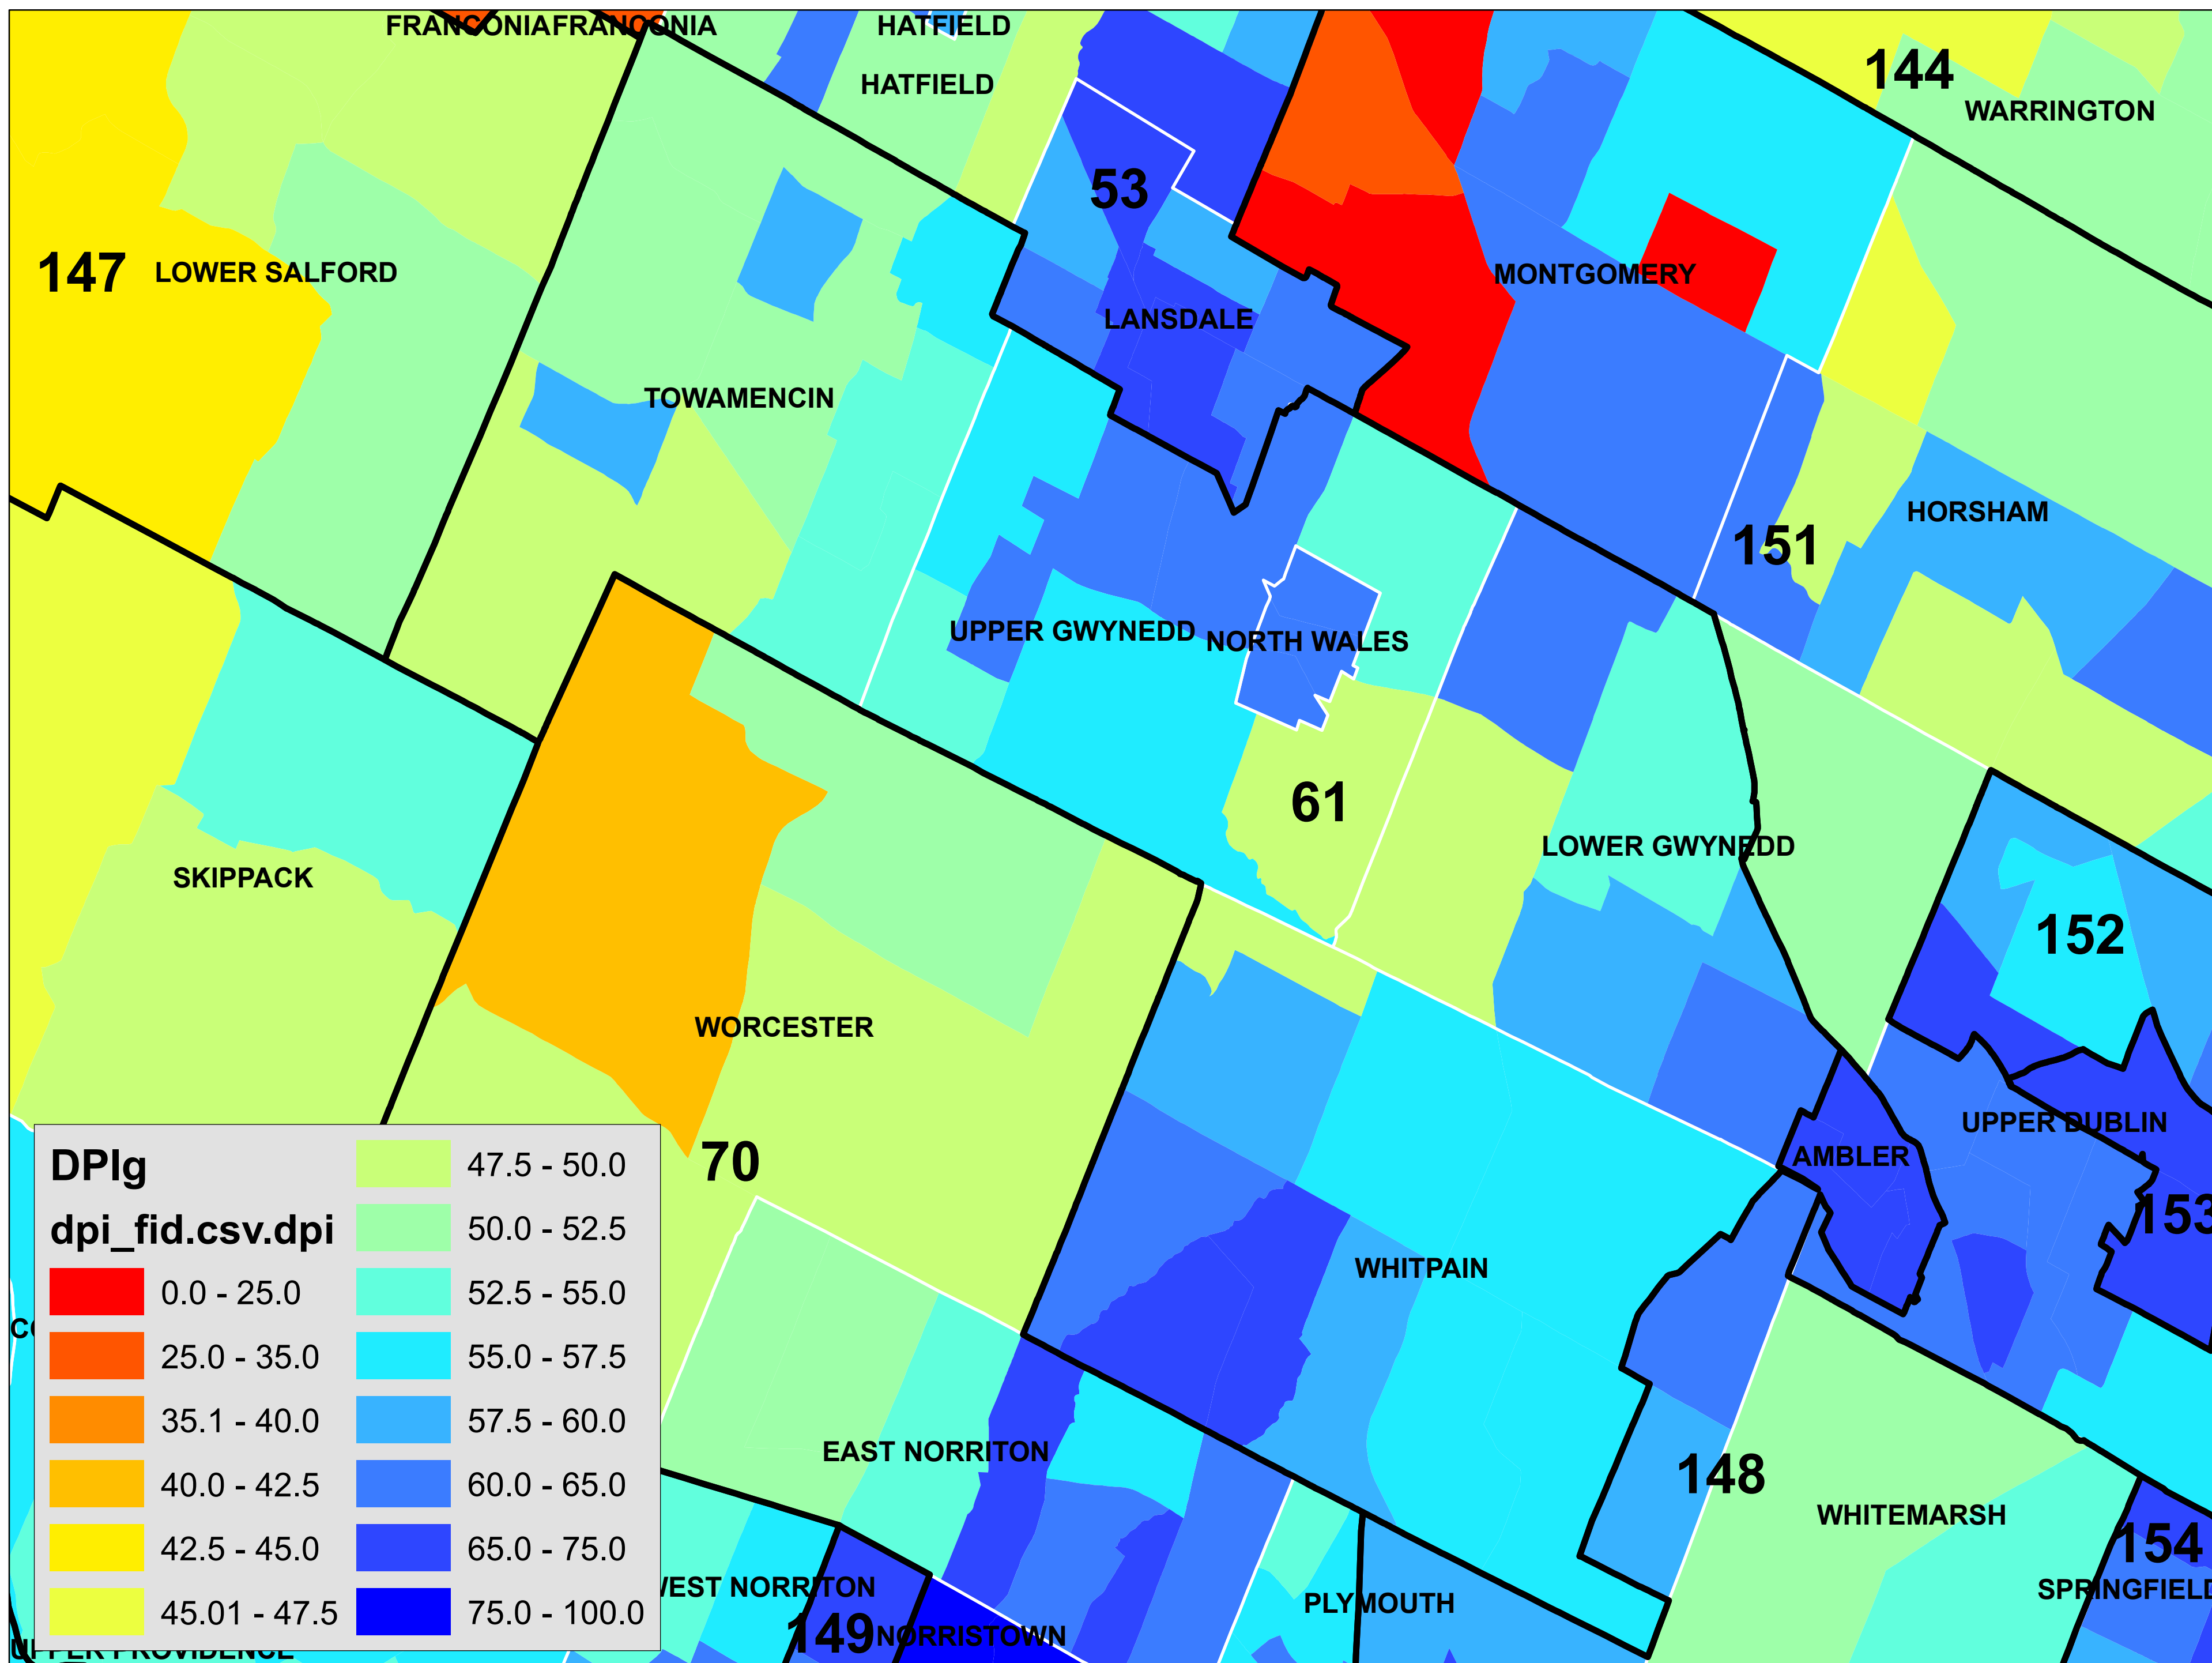 FRANCONIA FRANCONIA HATFIELD
144
HATFIELD
WARRINGTON
53
147 LOWER SALFORD MONTGOMERY
LANSDALE
TOWAMENCIN
HORSHAM
151
UPPER GWYNEDD NORTH WALES
61
LOWER GWYNEDD
SKIPPACK
152
WORCESTER
UPPER DUBLIN
AMBLER
70
153
WHITPAIN
EAST NORRITON
148
WHITEMARSH
154
WEST NORRITON
SPRINGFIELD
PLYMOUTH
149 NORRISTOWN
UPPER PROVIDENCE
DPIg
dpi_fid.csv.dpi
0.0 - 25.0
25.0 - 35.0
35.1 - 40.0
40.0 - 42.5
42.5 - 45.0
45.01 - 47.5
47.5 - 50.0
50.0 - 52.5
52.5 - 55.0
55.0 - 57.5
57.5 - 60.0
60.0 - 65.0
65.0 - 75.0
75.0 - 100.0